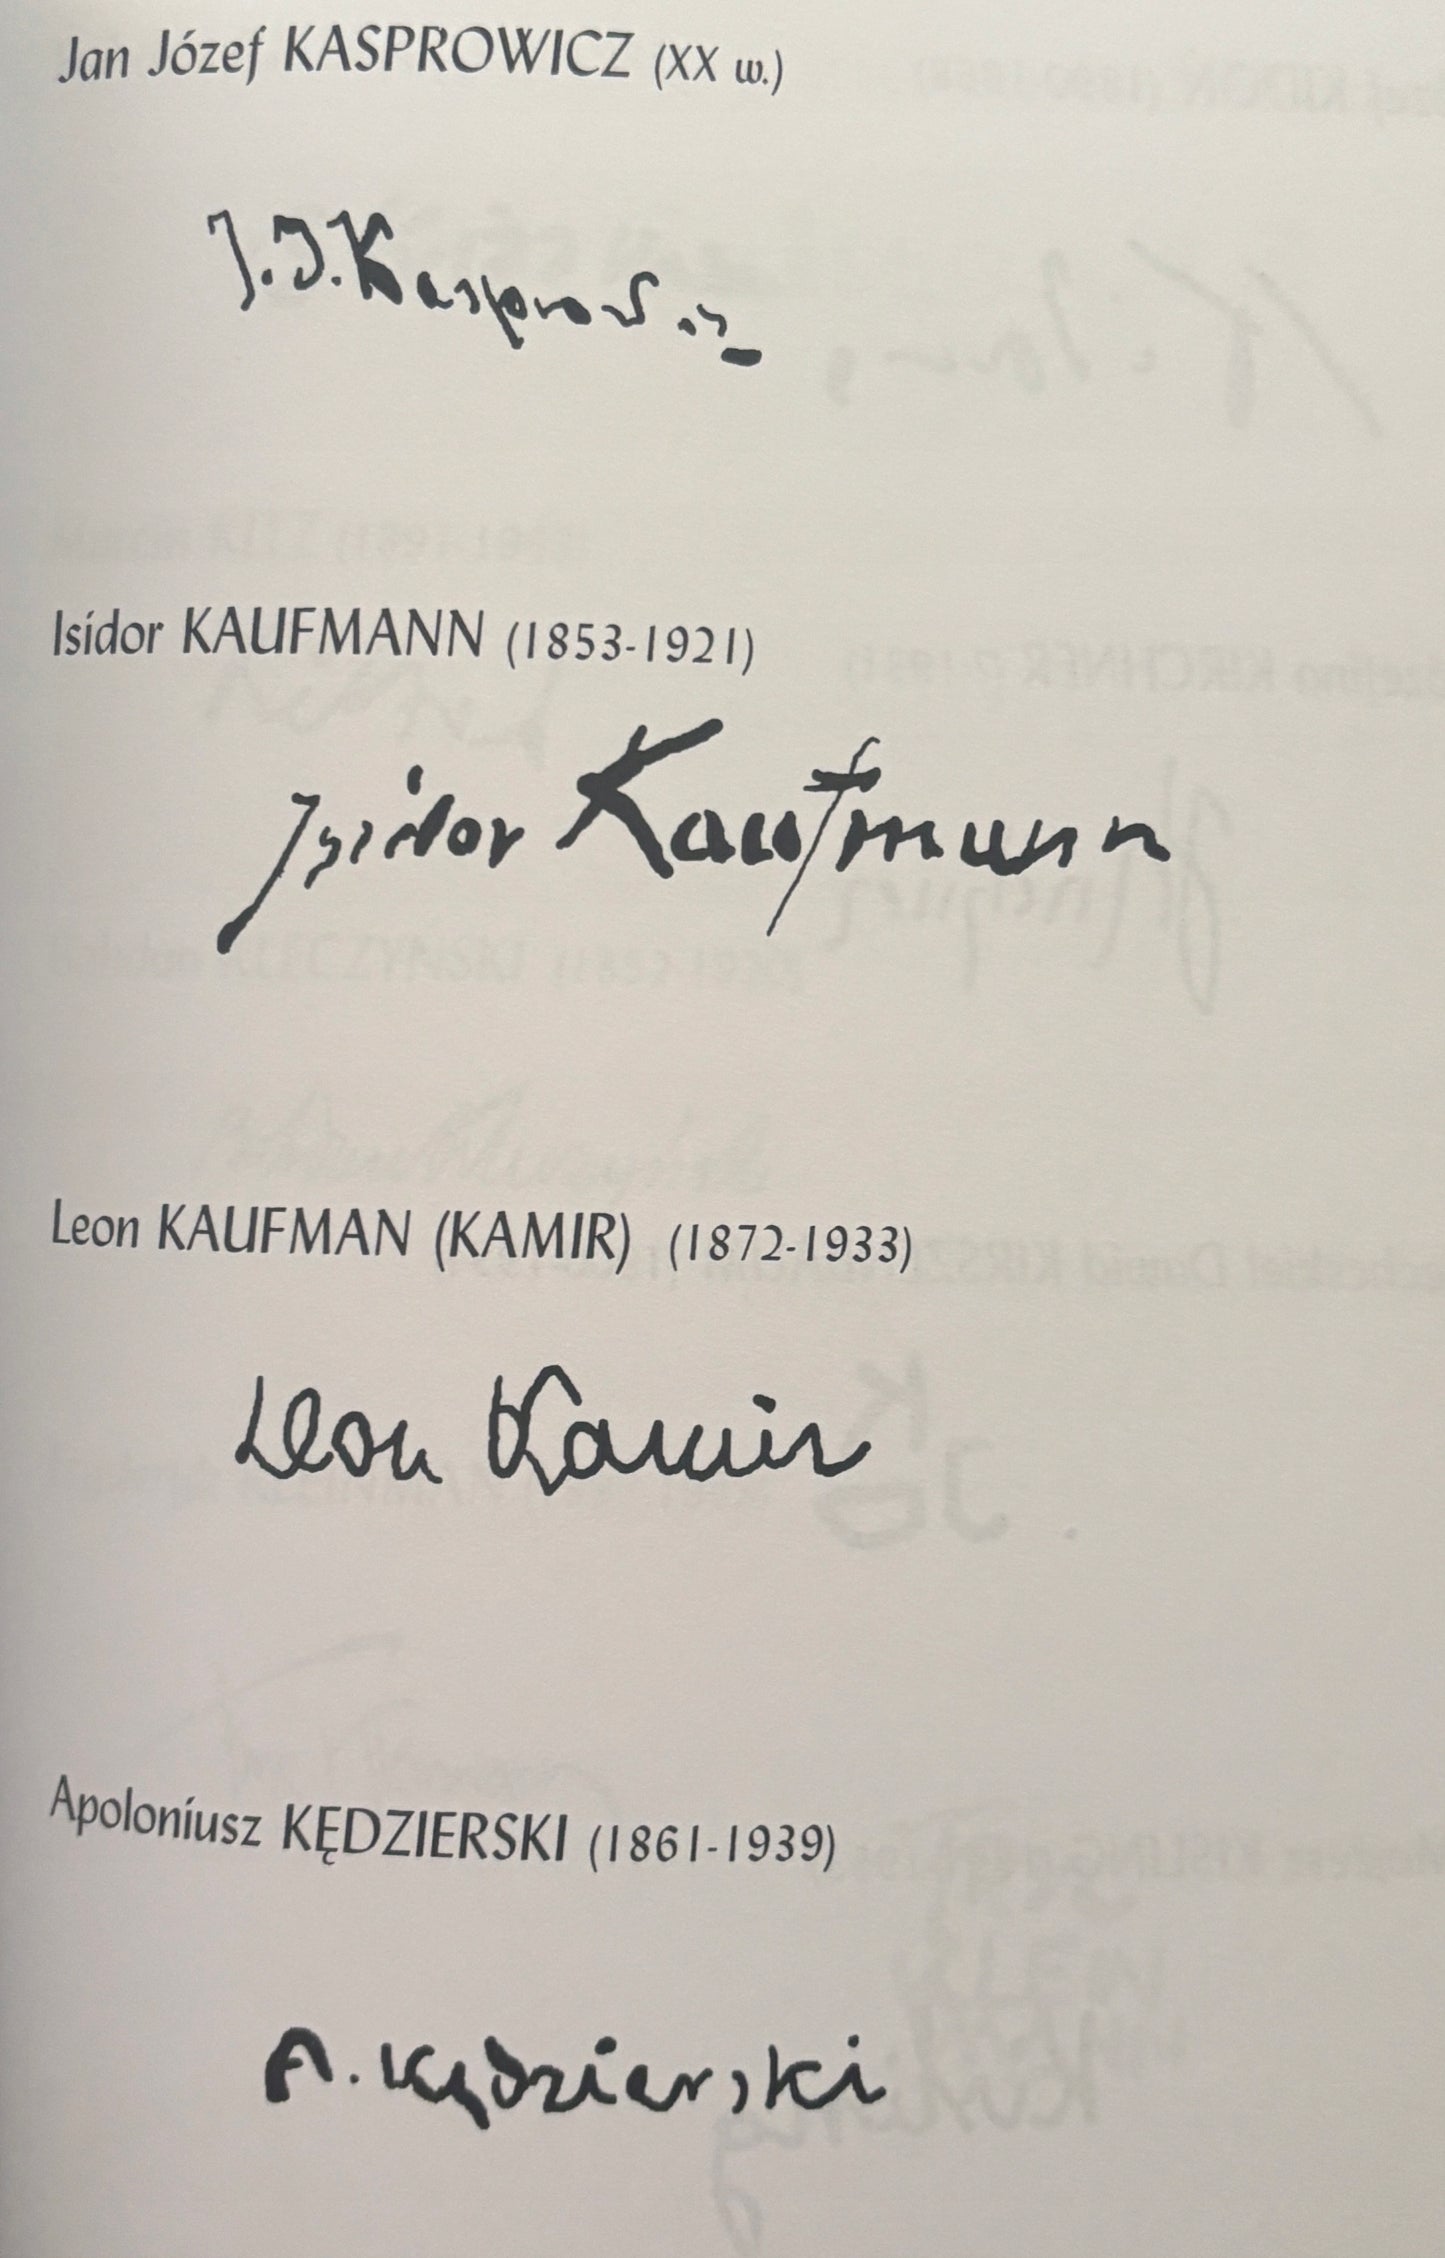 Jan Józef KASPROWICZ (XX w.)
J.J.Kasprowicz
Isidor KAUFMANN (1853-1921)
Isidor Kaufmann
Leon KAUFMAN (KAMIR) (1872-1933)
Leon Kamir
Apoloniusz KĘDZIERSKI (1861-1939)
A. Kędzierski